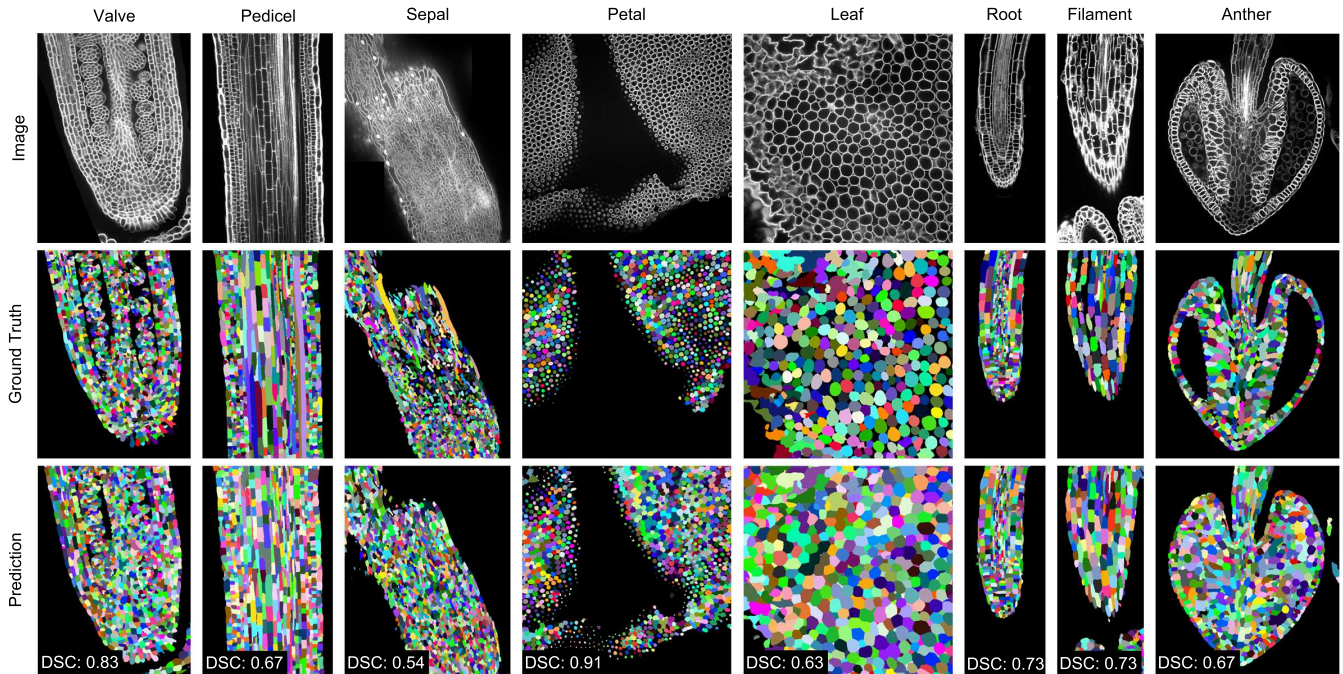 Valve Pedicel Sepal Petal Leaf Root Filament Anther
Image
Ground Truth
Prediction
DSC: 0.83 DSC: 0.67 DSC: 0.54 DSC: 0.91 DSC: 0.63 DSC: 0.73 DSC: 0.73 DSC: 0.67